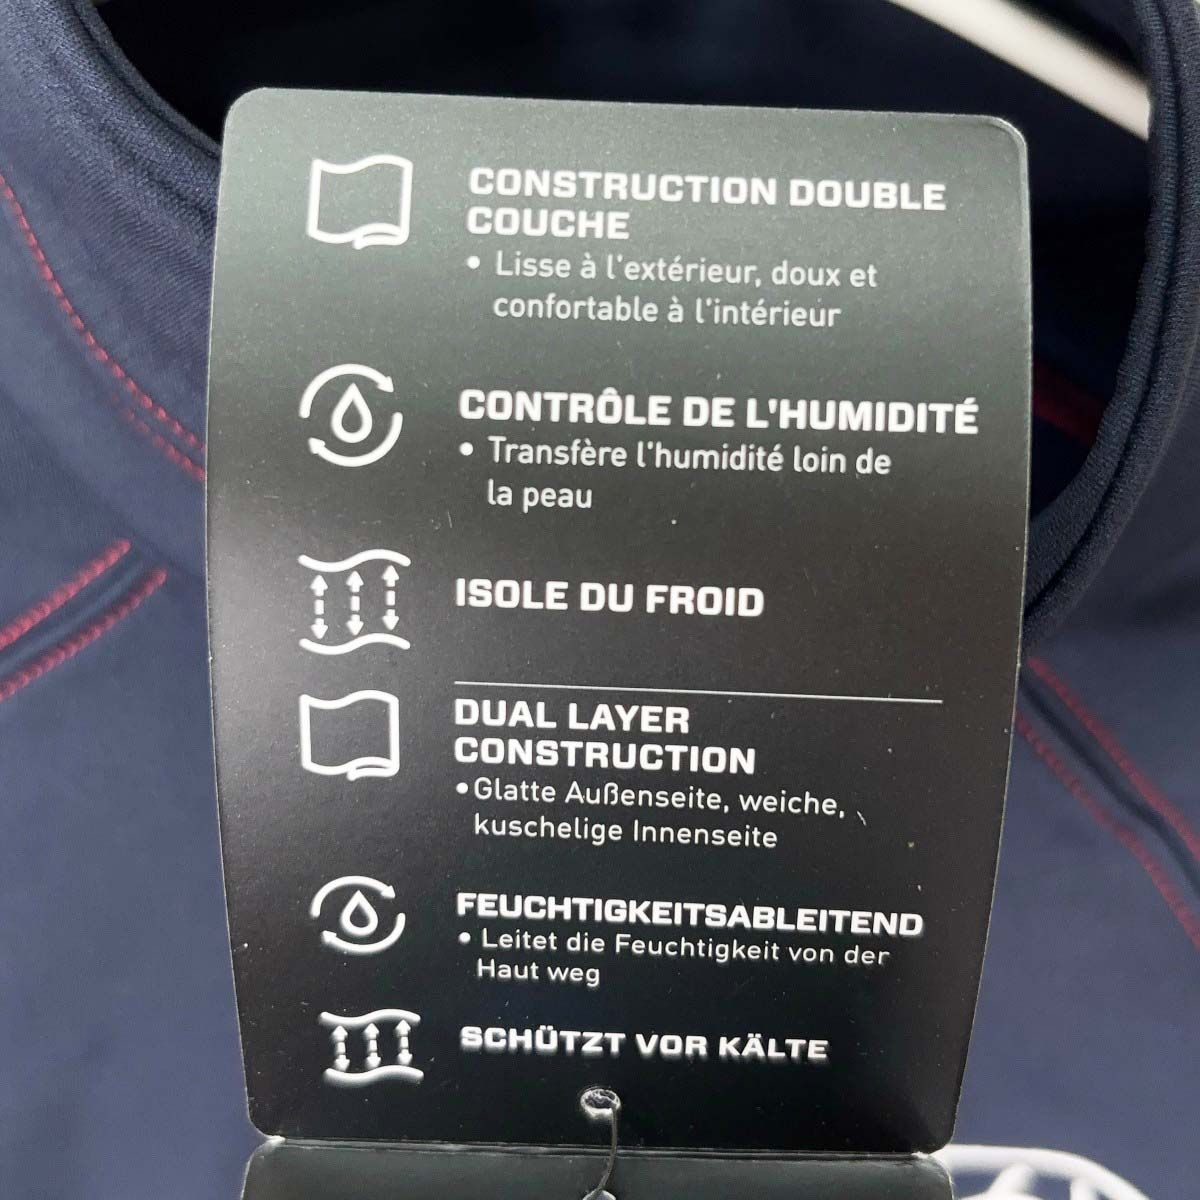 CONSTRUCTION DOUBLE
COUCHE
• Lisse à l'extérieur, doux et
confortable à l'intérieur
CONTRÔLE DE L'HUMIDITÉ
• Transfère l'humidité loin de
la peau
ISOLE DU FROID
DUAL LAYER
CONSTRUCTION
• Glatte Außenseite, weiche,
kuschelige Innenseite
FEUCHTIGKEITSABLEITEND
• Leitet die Feuchtigkeit von der
Haut weg
SCHÜTZT VOR KÄLTE